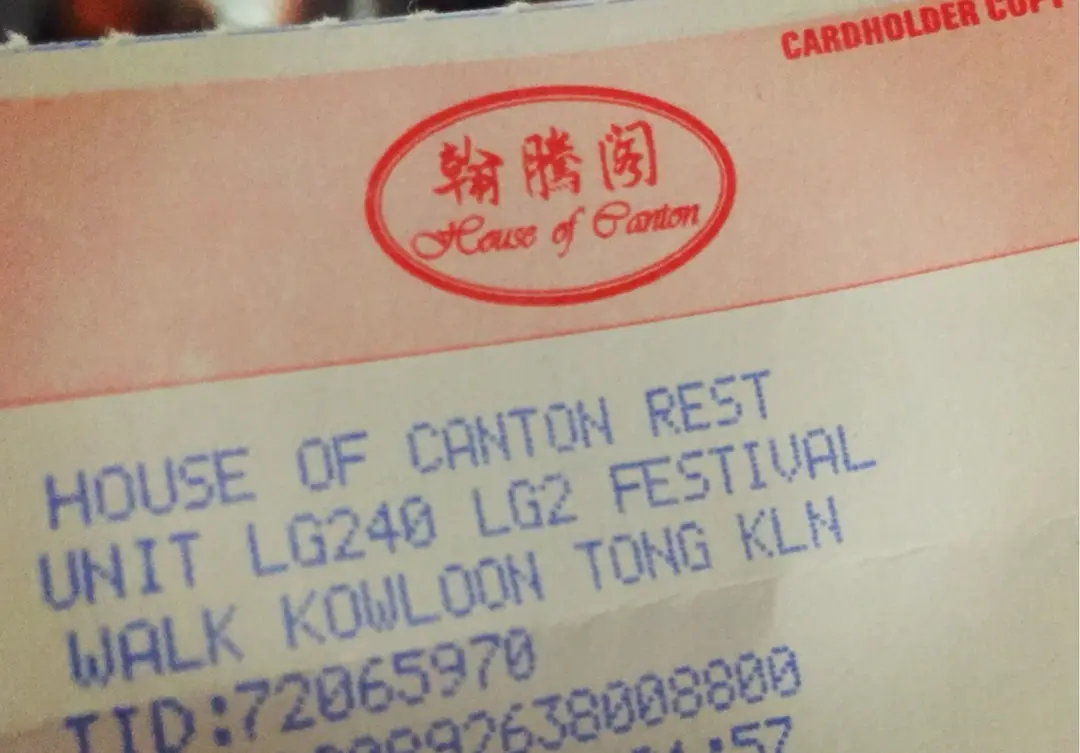 CARDHOLDER COPY
翰騰阁
House of Canton
HOUSE OF CANTON REST
UNIT LG240 LG2 FESTIVAL
WALK KOWLOON TONG KLN
TID:72065970